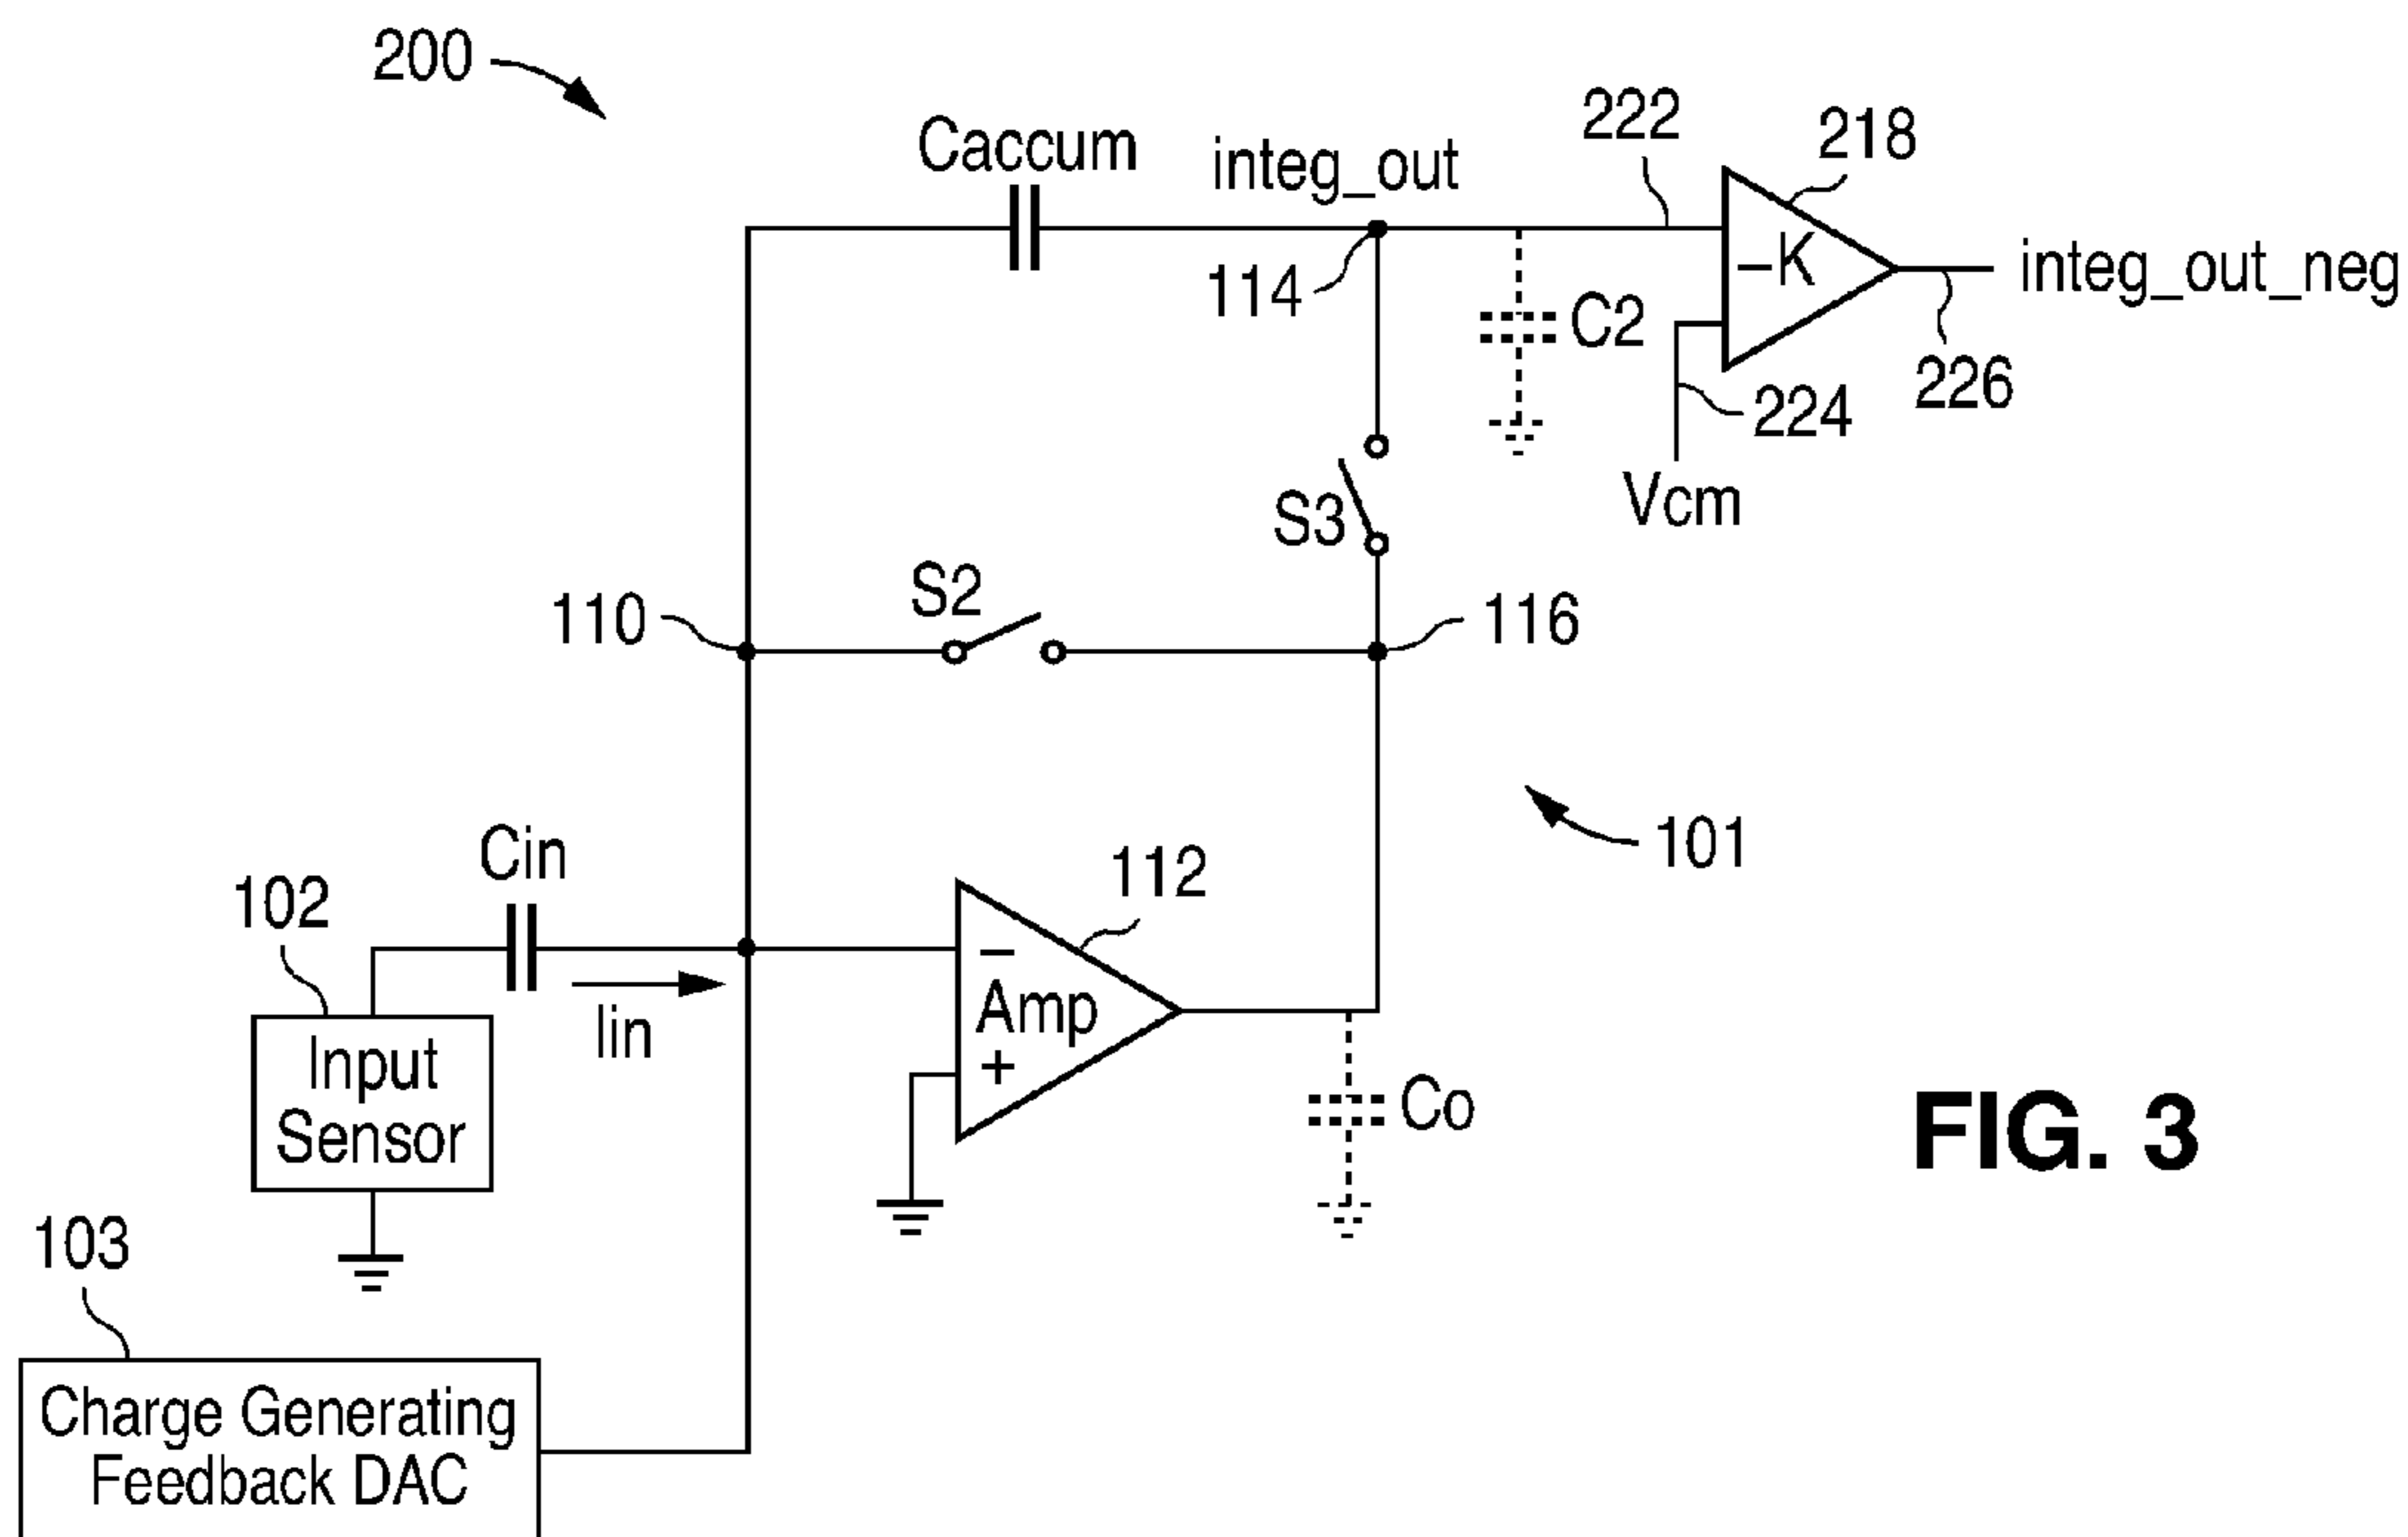 200
Caccum
integ_out
222
218
114
–K
integ_out_neg
C2
226
224
Vcm
S3
S2
110
116
101
Cin
112
102
Iin
–
Amp
+
Input
Sensor
Co
FIG. 3
103
Charge Generating
Feedback DAC